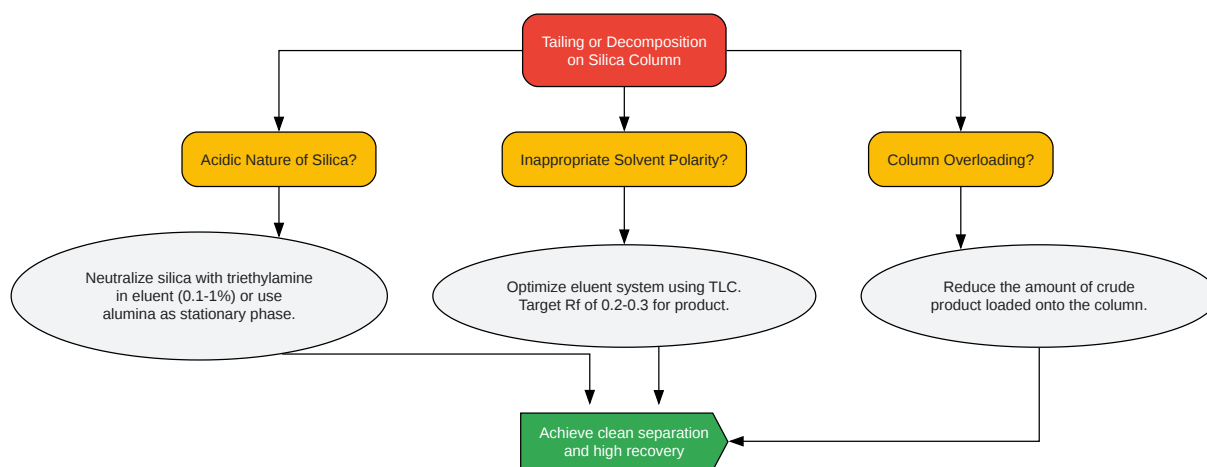 Tailing or Decomposition
on Silica Column
Acidic Nature of Silica?
Inappropriate Solvent Polarity?
Column Overloading?
Neutralize silica with triethylamine
in eluent (0.1-1%) or use
alumina as stationary phase.
Optimize eluent system using TLC.
Target Rf of 0.2-0.3 for product.
Reduce the amount of crude
product loaded onto the column.
Achieve clean separation
and high recovery